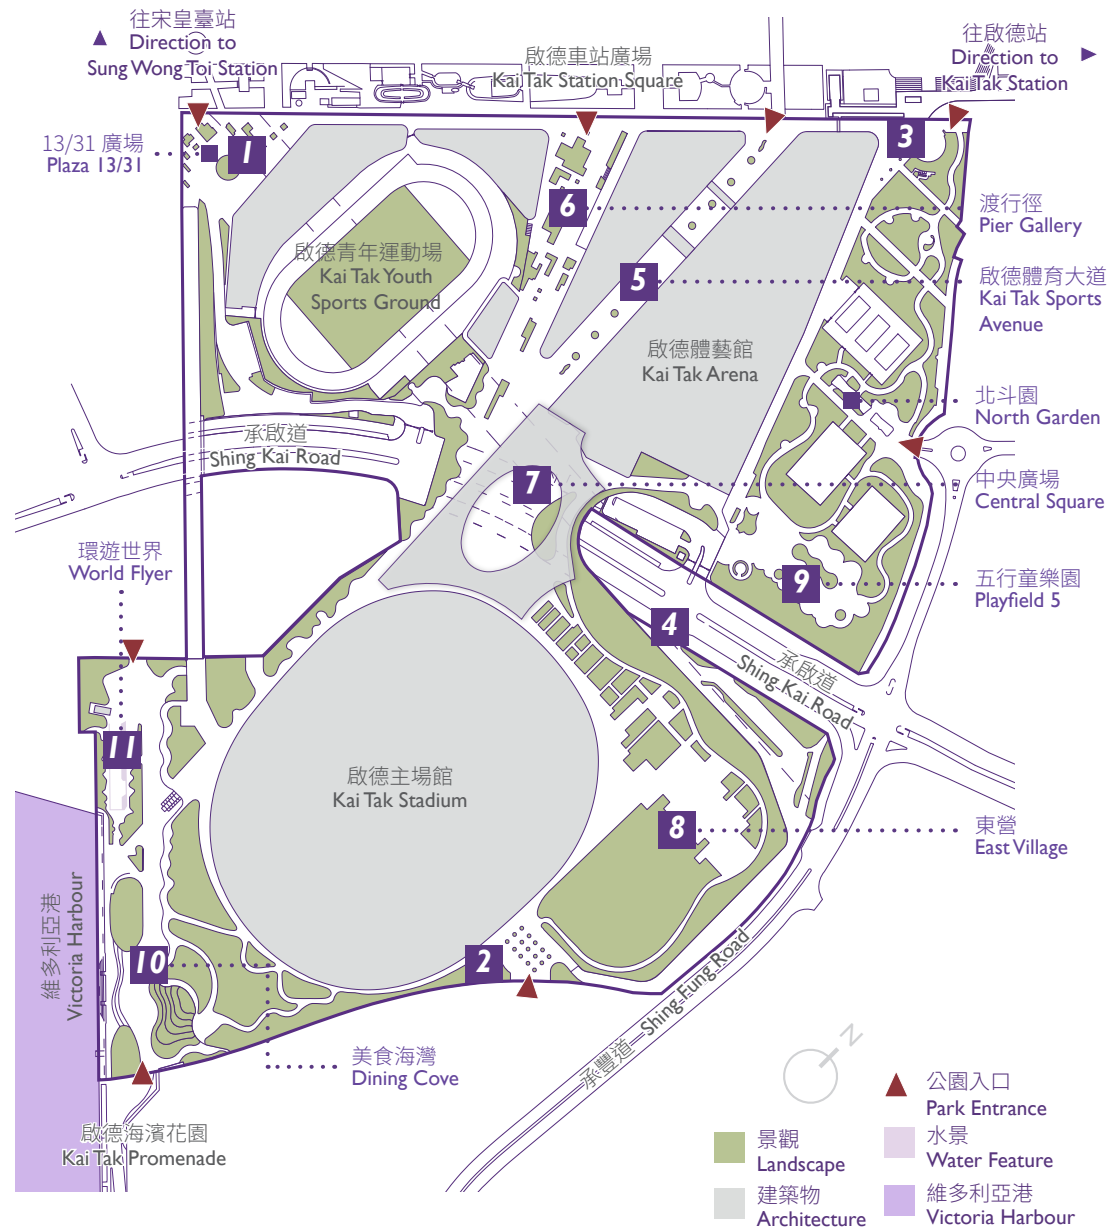 往宋皇臺站
Direction to
Sung Wong Toi Station
啟德車站廣場
Kai Tak Station Square
往啟德站
Direction to
Kai Tak Station
13/31 廣場
Plaza 13/31
1
3
6
渡行徑
Pier Gallery
啟德青年運動場
Kai Tak Youth
Sports Ground
5
啟德體育大道
Kai Tak Sports
Avenue
啟德體藝館
Kai Tak Arena
北斗園
North Garden
承啟道
Shing Kai Road
7
中央廣場
Central Square
環遊世界
World Flyer
9
五行童樂園
Playfield 5
4
承啟道
Shing Kai Road
11
啟德主場館
Kai Tak Stadium
8
東營
East Village
維多利亞港
Victoria Harbour
10
2
美食海灣
Dining Cove
承豐道 Shing Fung Road
N
啟德海濱花園
Kai Tak Promenade
公園入口
Park Entrance
景觀
Landscape
水景
Water Feature
建築物
Architecture
維多利亞港
Victoria Harbour